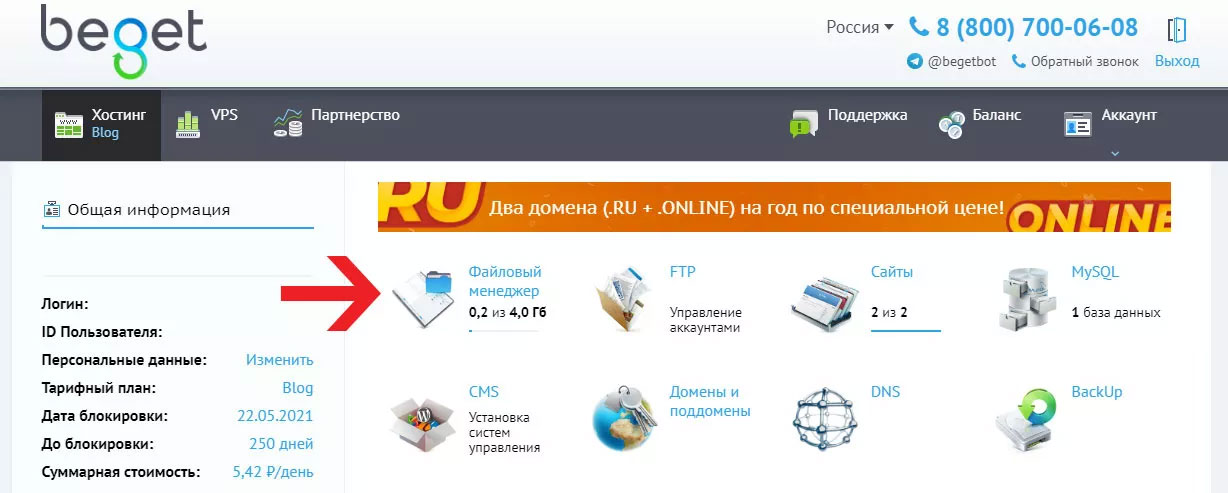 beget
Россия
8 (800) 700-06-08
@begetbot
Обратный звонок
Выход
Хостинг
Blog
VPS
Партнерство
Поддержка
Баланс
Аккаунт
Общая информация
Логин:
ID Пользователя:
Персональные данные: Изменить
Тарифный план: Blog
Дата блокировки: 22.05.2021
До блокировки: 250 дней
Суммарная стоимость: 5,42 ₽/день
RU
Два домена (.RU + .ONLINE) на год по специальной цене!
ONLINE
Файловый
менеджер
0,2 из 4,0 Гб
FTP
Управление
аккаунтами
Сайты
2 из 2
MySQL
1 база данных
CMS
Установка
систем
управления
Домены и
поддомены
DNS
BackUp